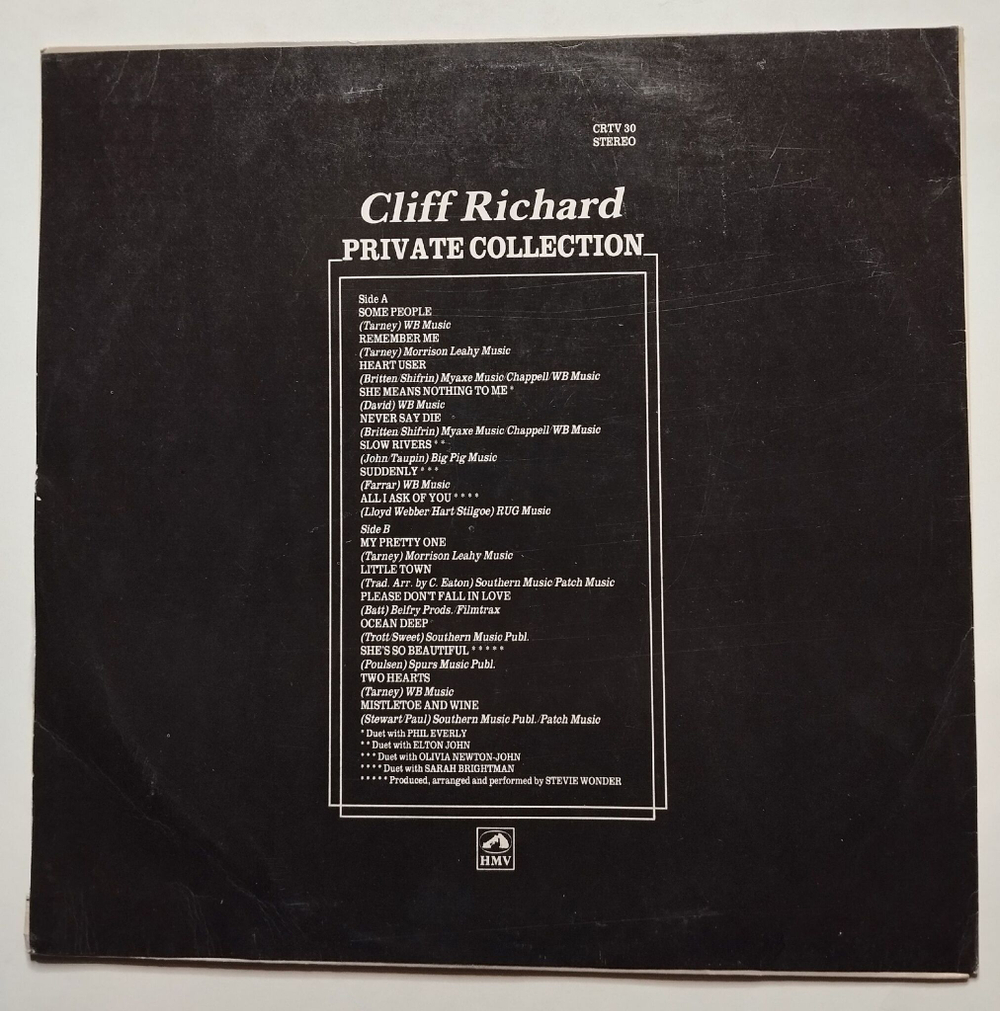 CRTV 30
STEREO
Cliff Richard
PRIVATE COLLECTION
Side A
SOME PEOPLE
(Tarney) WB Music
REMEMBER ME
(Tarney) Morrison Leahy Music
HEART USER
(Britten/Shifrin) Myaxe Music/Chappell/WB Music
SHE MEANS NOTHING TO ME *
(David) WB Music
NEVER SAY DIE
(Britten Shifrin) Myaxe Music/Chappell/WB Music
SLOW RIVERS * *
(John/Taupin) Big Pig Music
SUDDENLY * * *
(Farrar) WB Music
ALL I ASK OF YOU * * * *
(Lloyd Webber/Hart Stilgoe) RUG Music
Side B
MY PRETTY ONE
(Tarney) Morrison Leahy Music
LITTLE TOWN
(Trad. Arr. by C. Eaton) Southern Music/Patch Music
PLEASE DON'T FALL IN LOVE
(Batt) Belfry Prods./Filmtrax
OCEAN DEEP
(Trott/Sweet) Southern Music Publ.
SHE'S SO BEAUTIFUL * * * * *
(Poulsen) Spurs Music Publ.
TWO HEARTS
(Tarney) WB Music
MISTLETOE AND WINE
(Stewart/Paul) Southern Music Publ./Patch Music
* Duet with PHIL EVERLY
* * Duet with ELTON JOHN
* * * Duet with OLIVIA NEWTON-JOHN
* * * * Duet with SARAH BRIGHTMAN
* * * * * Produced, arranged and performed by STEVIE WONDER
HMV